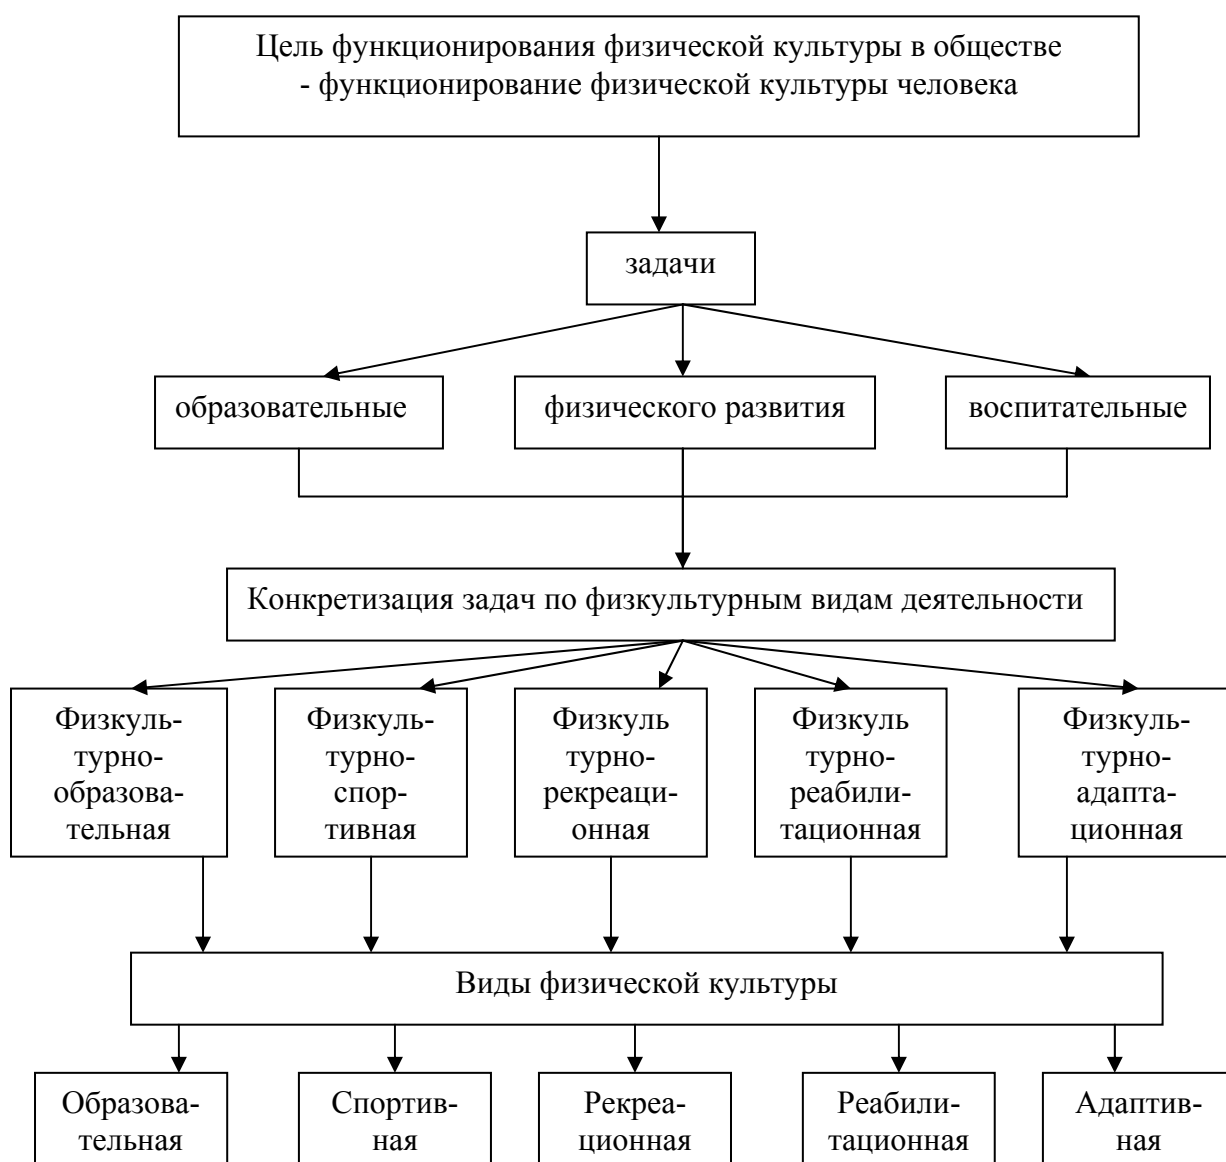 Цель функционирования физической культуры в обществе
- функционирование физической культуры человека
задачи
образовательные
физического развития
воспитательные
Конкретизация задач по физкультурным видам деятельности
Физкуль-
турно-
образова-
тельная
Физкуль-
турно-
спор-
тивная
Физкуль
турно-
рекреаци-
онная
Физкуль
турно-
реабили-
тационная
Физкуль-
турно-
адапта-
ционная
Виды физической культуры
Образова-
тельная
Спортив-
ная
Рекреа-
ционная
Реабили-
тационная
Адаптив-
ная